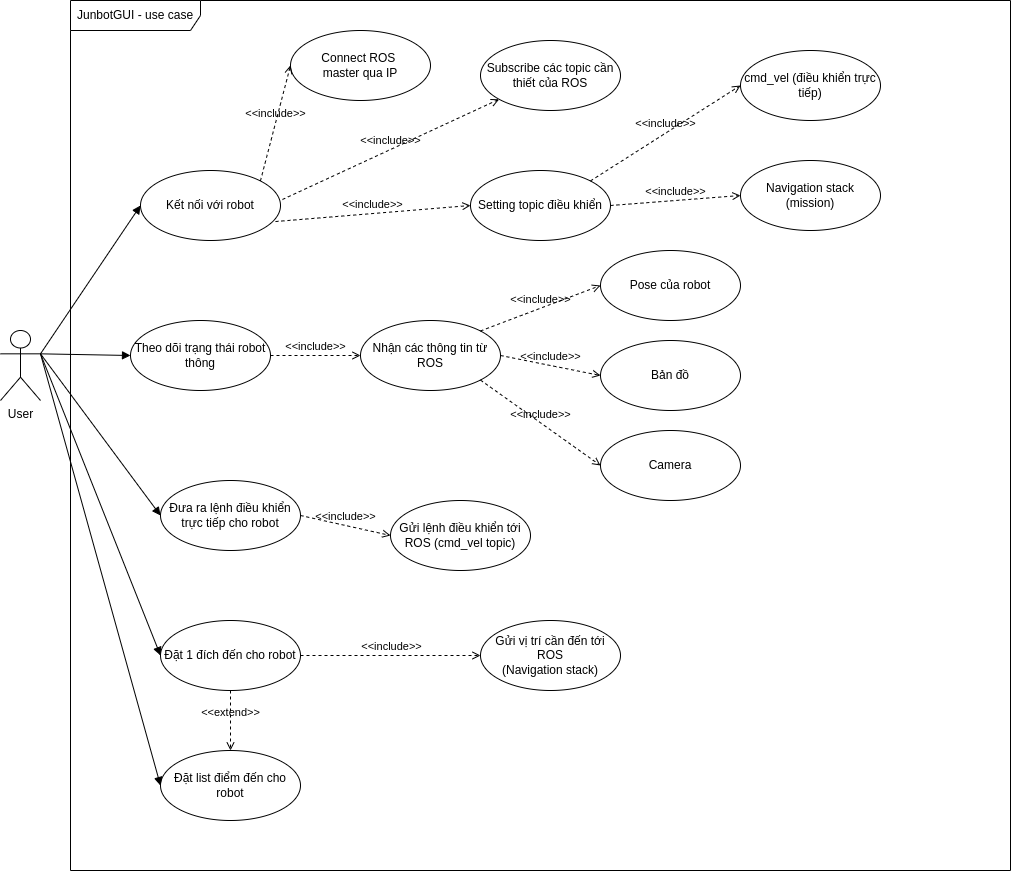 JunbotGUI - use case
Connect ROS
master qua IP
Subscribe các topic cần
thiết của ROS
cmd_vel (điều khiển trực
tiếp)
<<include>>
<<include>>
<<include>>
Kết nối với robot
<<include>>
Setting topic điều khiển
<<include>>
Navigation stack
(mission)
Pose của robot
<<include>>
Theo dõi trạng thái robot
thông
<<include>>
Nhận các thông tin từ
ROS
<<include>>
Bản đồ
<<include>>
Camera
User
Đưa ra lệnh điều khiển
trực tiếp cho robot
<<include>>
Gửi lệnh điều khiển tới
ROS (cmd_vel topic)
Đặt 1 đích đến cho robot
<<include>>
Gửi vị trí cần đến tới
ROS
(Navigation stack)
<<extend>>
Đặt list điểm đến cho
robot